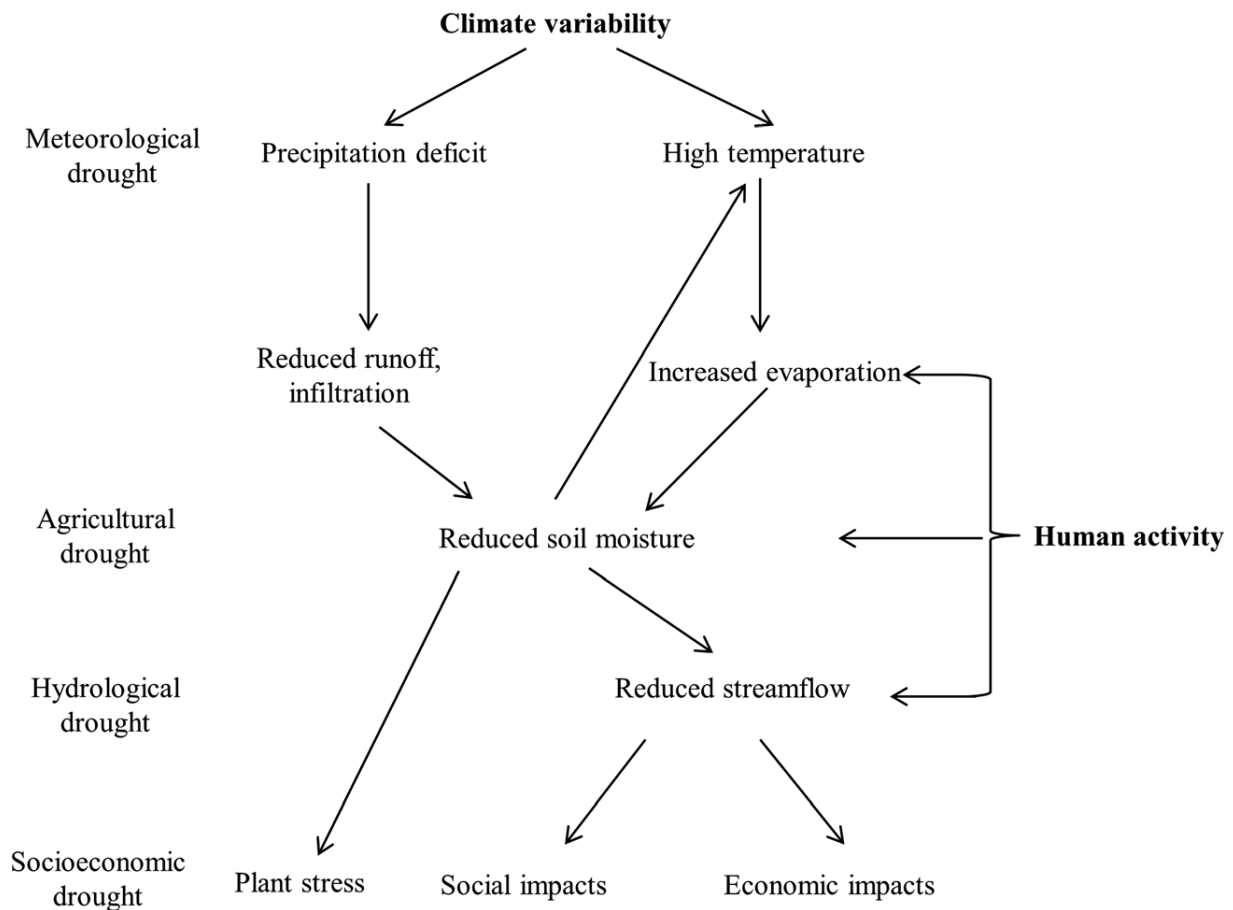 Climate variability
Meteorological
drought
Precipitation deficit
High temperature
Reduced runoff,
infiltration
Increased evaporation
Agricultural
drought
Reduced soil moisture
Human activity
Hydrological
drought
Reduced streamflow
Socioeconomic
drought
Plant stress
Social impacts
Economic impacts